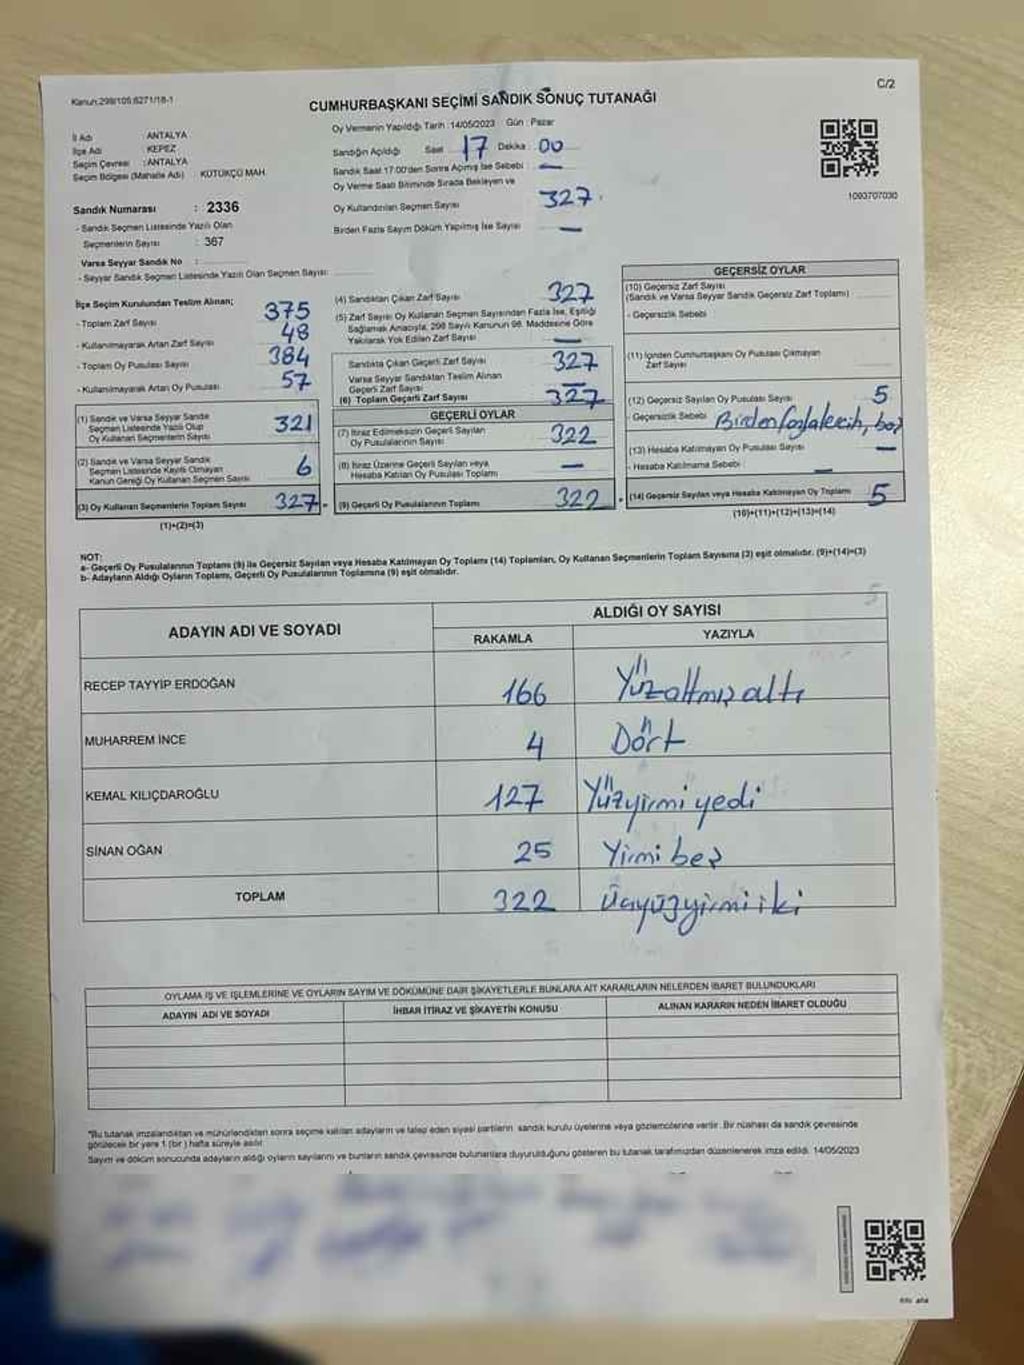 Kanun:298/105,6271/18-1
C/2
CUMHURBAŞKANI SEÇİMİ SANDIK SONUÇ TUTANAĞI
İl Adı : ANTALYA
İlçe Adı : KEPEZ
Seçim Çevresi : ANTALYA
Seçim Bölgesi (Mahalle Adı) KÜTÜKÇÜ MAH.
Sandık Numarası : 2336
- Sandık Seçmen Listesinde Yazılı Olan
Seçmenlerin Sayısı : 367
Varsa Seyyar Sandık No :
- Seyyar Sandık Seçmen Listesinde Yazılı Olan Seçmen Sayısı:
Oy Vermenin Yapıldığı Tarih :14/05/2023 Gün : Pazar
Sandığın Açıldığı Saat 17 Dakika : 00
Sandık Saat 17:00'den Sonra Açmış İse Sebebi : —
Oy Verme Saati Bitiminde Sırada Bekleyen ve
Oy Kullandırılan Seçmen Sayısı 327
Birden Fazla Sayım Döküm Yapılmış İse Sayısı —
1093707030
İlçe Seçim Kurulundan Teslim Alınan;
- Toplam Zarf Sayısı 375
- Kullanılmayarak Artan Zarf Sayısı 48
- Toplam Oy Pusulası Sayısı 384
- Kullanılmayarak Artan Oy Pusulası 57
(1) Sandık ve Varsa Seyyar Sandık
Seçmen Listesinde Yazılı Olup
Oy Kullanan Seçmenlerin Sayısı 321
(2) Sandık ve Varsa Seyyar Sandık
Seçmen Listesinde Kayıtlı Olmayan
Kanun Gereği Oy Kullanan Seçmen Sayısı 6
(3) Oy Kullanan Seçmenlerin Toplam Sayısı 327
(1)+(2)=(3)
(4) Sandıktan Çıkan Zarf Sayısı 327
(5) Zarf Sayısı Oy Kullanan Seçmen Sayısından Fazla İse, Eşitliği
Sağlamak Amacıyla, 298 Sayılı Kanunun 98. Maddesine Göre
Yakılarak Yok Edilen Zarf Sayısı —
Sandıkta Çıkan Geçerli Zarf Sayısı 327
Varsa Seyyar Sandıktan Teslim Alınan
Geçerli Zarf Sayısı —
(6) Toplam Geçerli Zarf Sayısı 327
GEÇERLİ OYLAR
(7) İtiraz Edilmeksizin Geçerli Sayılan
Oy Pusulalarının Sayısı 322
(8) İtiraz Üzerine Geçerli Sayılan veya
Hesaba Katılan Oy Pusulası Toplamı —
(9) Geçerli Oy Pusulalarının Toplamı 322
GEÇERSİZ OYLAR
(10) Geçersiz Zarf Sayısı
(Sandık ve Varsa Seyyar Sandık Geçersiz Zarf Toplamı)
- Geçersizlik Sebebi
(11) İçinden Cumhurbaşkanı Oy Pusulası Çıkmayan
Zarf Sayısı
(12) Geçersiz Sayılan Oy Pusulası Sayısı 5
- Geçersizlik Sebebi Birden fazla tercih, boş
(13) Hesaba Katılmayan Oy Pusulası Sayısı —
- Hesaba Katılmama Sebebi : —
(14) Geçersiz Sayılan veya Hesaba Katılmayan Oy Toplamı 5
(10)+(11)+(12)+(13)=(14)
NOT:
a- Geçerli Oy Pusulalarının Toplamı (9) ile Geçersiz Sayılan veya Hesaba Katılmayan Oy Toplamı (14) Toplamları, Oy Kullanan Seçmenlerin Toplam Sayısına (3) eşit olmalıdır. (9)+(14)=(3)
b- Adayların Aldığı Oyların Toplamı, Geçerli Oy Pusulalarının Toplamına (9) eşit olmalıdır.
ADAYIN ADI VE SOYADI
ALDIĞI OY SAYISI
RAKAMLA YAZIYLA
RECEP TAYYİP ERDOĞAN 166 Yüzaltmışaltı
MUHARREM İNCE 4 Dört
KEMAL KILIÇDAROĞLU 127 Yüzyirmi yedi
SİNAN OĞAN 25 Yirmi beş
TOPLAM 322 Üçyüzyirmi iki
OYLAMA İŞ VE İŞLEMLERİNE VE OYLARIN SAYIM VE DÖKÜMÜNE DAİR ŞİKAYETLERLE BUNLARA AİT KARARLARIN NELERDEN İBARET BULUNDUKLARI
ADAYIN ADI VE SOYADI İHBAR İTİRAZ VE ŞİKAYETİN KONUSU ALINAN KARARIN NEDEN İBARET OLDUĞU
*Bu tutanak imzalandıktan ve mühürlendikten sonra seçime katılan adayların ve talep eden siyasi partilerin sandık kurulu üyelerine veya gözlemcilerine verilir. Bir nüshası da sandık çevresinde
görülecek bir yere 1 (bir) hafta süreyle asılır.
Sayım ve döküm sonucunda adayların aldığı oyların sayılarını ve bunların sandık çevresinde bulunanlara duyurulduğunu gösteren bu tutanak tarafımızdan düzenlenerek imza edildi. 14/05/2023